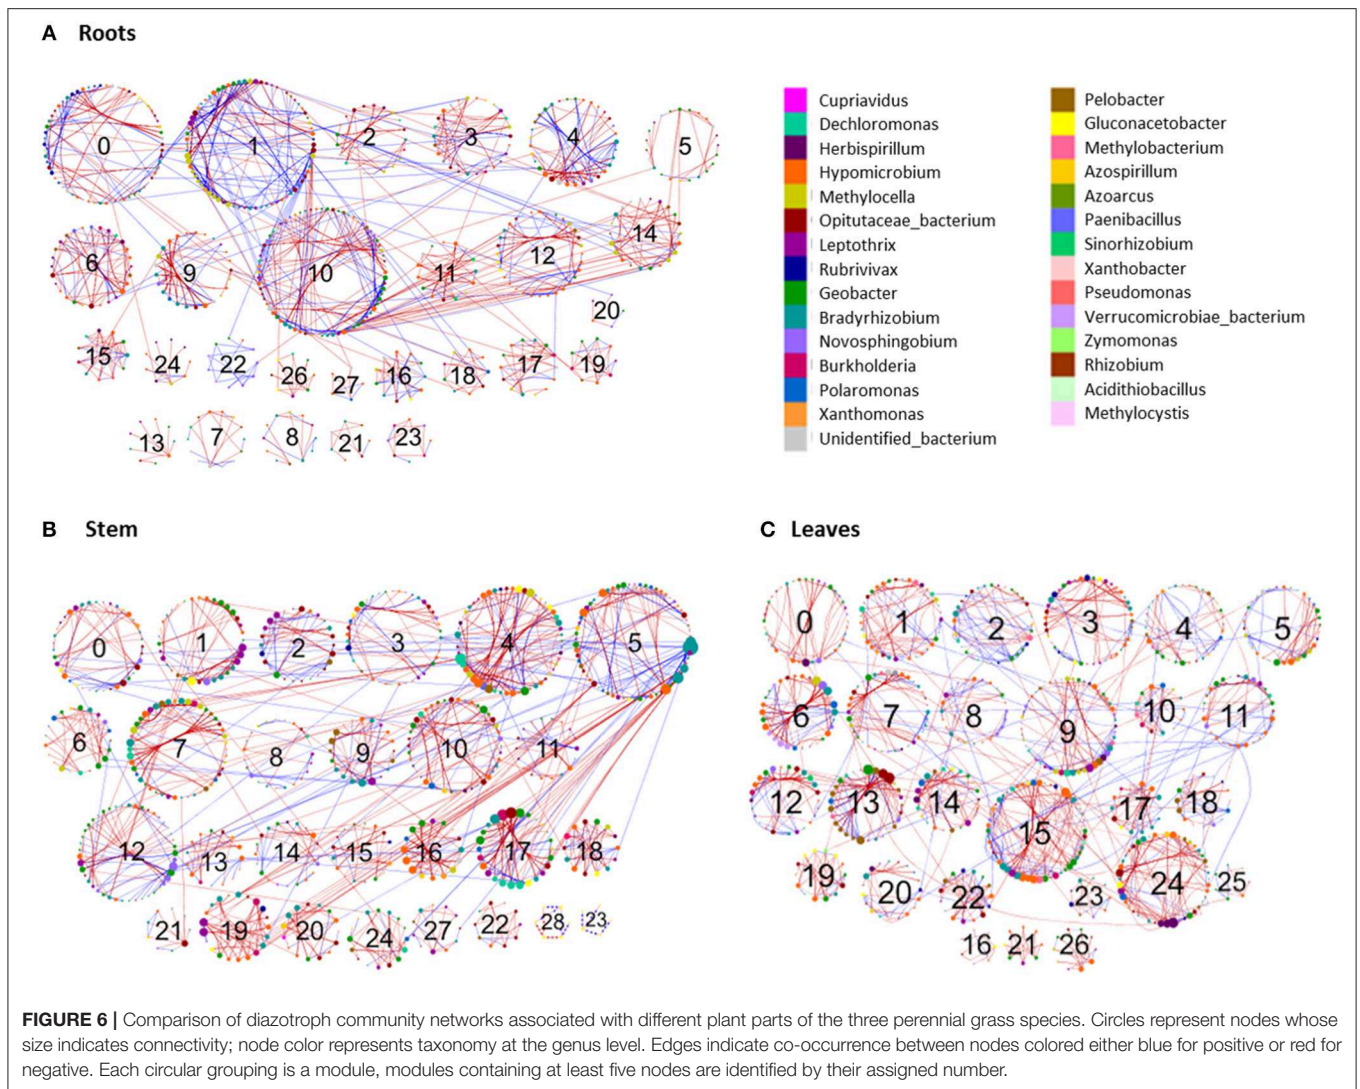 A Roots
0 1 2 3 4 5
6 9 10 11 12 14
20
15 24 22 26 27 16 18 17 19
13 7 8 21 23
Cupriavidus
Dechloromonas
Herbispirillum
Hypomicrobium
Methylocella
Opitutaceae_bacterium
Leptothrix
Rubrivivax
Geobacter
Bradyrhizobium
Novosphingobium
Burkholderia
Polaromonas
Xanthomonas
Unidentified_bacterium
Pelobacter
Gluconacetobacter
Methylobacterium
Azospirillum
Azoarcus
Paenibacillus
Sinorhizobium
Xanthobacter
Pseudomonas
Verrucomicrobiae_bacterium
Zymomonas
Rhizobium
Acidithiobacillus
Methylocystis
B Stem
0 1 2 3 4 5
6 7 8 9 10 11
12 13 14 15 16 17 18
21 19 20 24 27 22 28 23
C Leaves
0 1 2 3 4 5
6 7 8 9 10 11
12 13 14 15 17 18
19 20 22 23 24 25
16 21 26
FIGURE 6 | Comparison of diazotroph community networks associated with different plant parts of the three perennial grass species. Circles represent nodes whose
size indicates connectivity; node color represents taxonomy at the genus level. Edges indicate co-occurrence between nodes colored either blue for positive or red for
negative. Each circular grouping is a module, modules containing at least five nodes are identified by their assigned number.